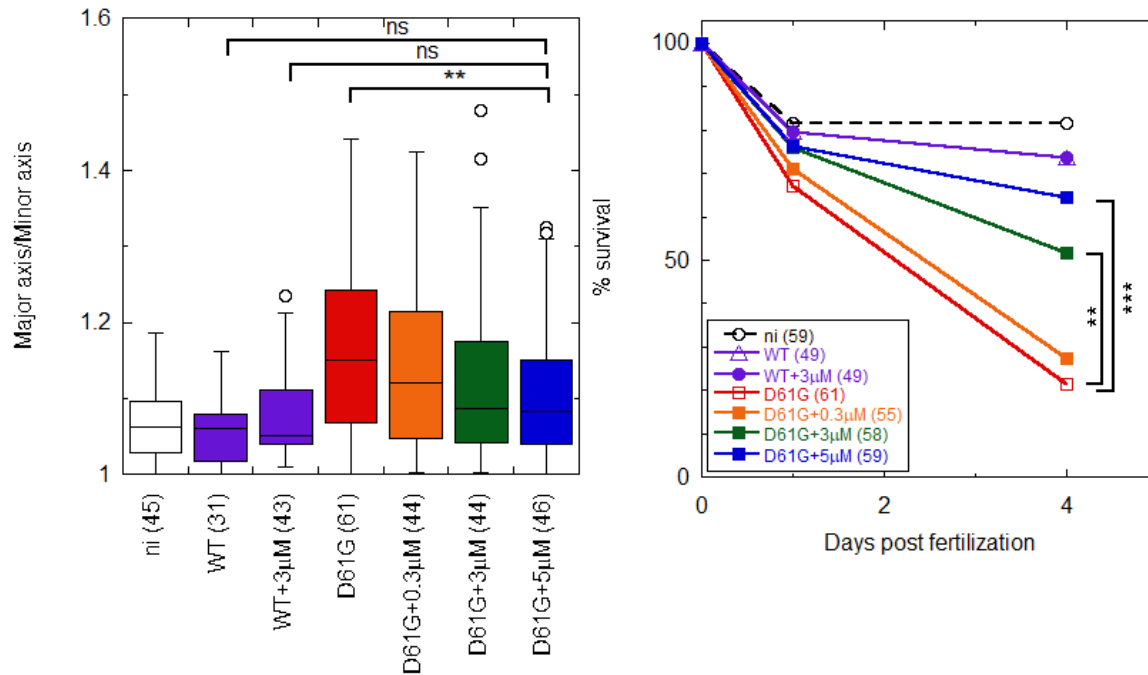 Major axis/Minor axis
1.6
1.4
1.2
1
ns
ns
**
ni (45)
WT (31)
WT+3μM (43)
D61G (61)
D61G+0.3μM (44)
D61G+3μM (44)
D61G+5μM (46)
% survival
100
50
0
ni (59)
WT (49)
WT+3μM (49)
D61G (61)
D61G+0.3μM (55)
D61G+3μM (58)
D61G+5μM (59)
**
***
0
2
4
Days post fertilization